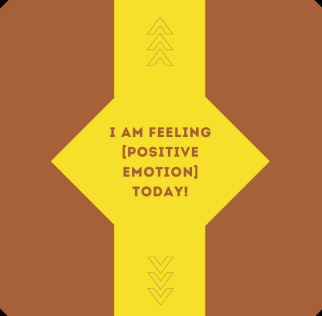 I AM FEELING
[POSITIVE
EMOTION]
TODAY!